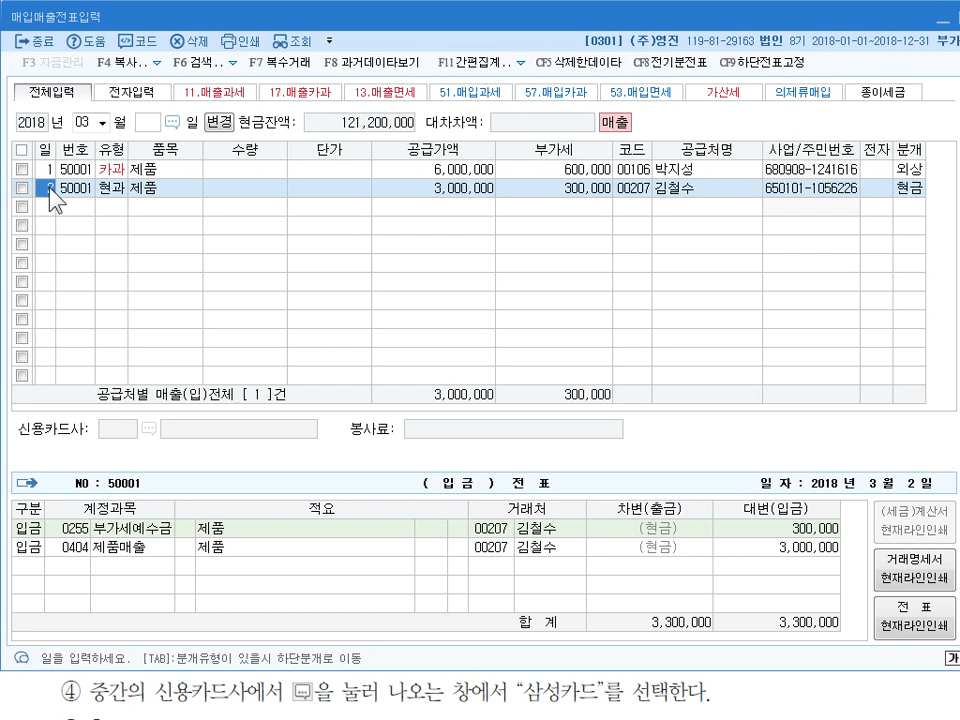 매입매출전표입력
종료 도움 코드 삭제 인쇄 조회 [0301] (주)영진 119-81-29163 법인 8기 2018-01-01~2018-12-31 부가
F3 자금관리 F4 복사.. F6 검색.. F7 복수거래 F8 과거데이타보기 F11간편집계.. CF5삭제한데이타 CF8전기분전표 CF9하단전표고정
전체입력 전자입력 11.매출과세 17.매출카과 13.매출면세 51.매입과세 57.매입카과 53.매입면세 가산세 의제류매입 종이세금
2018 년 03 월 일 변경 현금잔액: 121,200,000 대차차액: 매출
일 번호 유형 품목 수량 단가 공급가액 부가세 코드 공급처명 사업/주민번호 전자 분개
1 50001 카과 제품 6,000,000 600,000 00106 박지성 680908-1241616 외상
50001 현과 제품 3,000,000 300,000 00207 김철수 650101-1056226 현금
공급처별 매출(입)전체 [ 1 ]건 3,000,000 300,000
신용카드사: 봉사료:
NO : 50001 ( 입 금 ) 전 표 일 자 : 2018 년 3 월 2 일
구분 계정과목 적요 거래처 차변(출금) 대변(입금)
입금 0255 부가세예수금 제품 00207 김철수 (현금) 300,000
입금 0404 제품매출 제품 00207 김철수 (현금) 3,000,000
합 계 3,300,000 3,300,000
(세금)계산서
현재라인인쇄
거래명세서
현재라인인쇄
전 표
현재라인인쇄
일을 입력하세요. [TAB]:분개유형이 있을시 하단분개로 이동 가
④ 중간의 신용카드사에서 을 눌러 나오는 창에서 “삼성카드”를 선택한다.